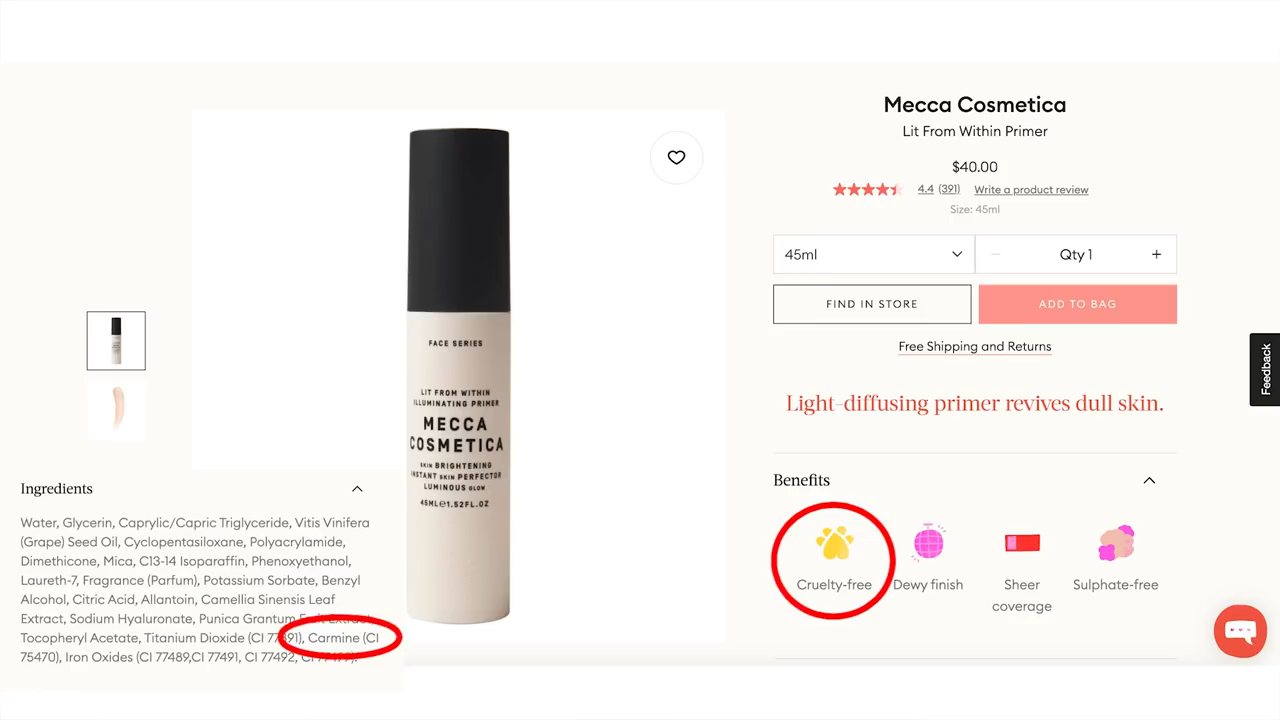 Mecca Cosmetica
Lit From Within Primer
$40.00
4.4 (391) Write a product review
Size: 45ml
45ml
Qty 1
FIND IN STORE
ADD TO BAG
Free Shipping and Returns
Feedback
Light-diffusing primer revives dull skin.
Benefits
Cruelty-free
Dewy finish
Sheer
coverage
Sulphate-free
FACE SERIES
LIT FROM WITHIN
ILLUMINATING PRIMER
MECCA
COSMETICA
SKIN BRIGHTENING
INSTANT SKIN PERFECTOR
LUMINOUS GLOW
45ML℮1.52FL.OZ
Ingredients
Water, Glycerin, Caprylic/Capric Triglyceride, Vitis Vinifera
(Grape) Seed Oil, Cyclopentasiloxane, Polyacrylamide,
Dimethicone, Mica, C13-14 Isoparaffin, Phenoxyethanol,
Laureth-7, Fragrance (Parfum), Potassium Sorbate, Benzyl
Alcohol, Citric Acid, Allantoin, Camellia Sinensis Leaf
Extract, Sodium Hyaluronate, Punica Grantum Fruit Extract,
Tocopheryl Acetate, Titanium Dioxide (CI 77891), Carmine (CI
75470), Iron Oxides (CI 77489,CI 77491, CI 77492, CI 77499).